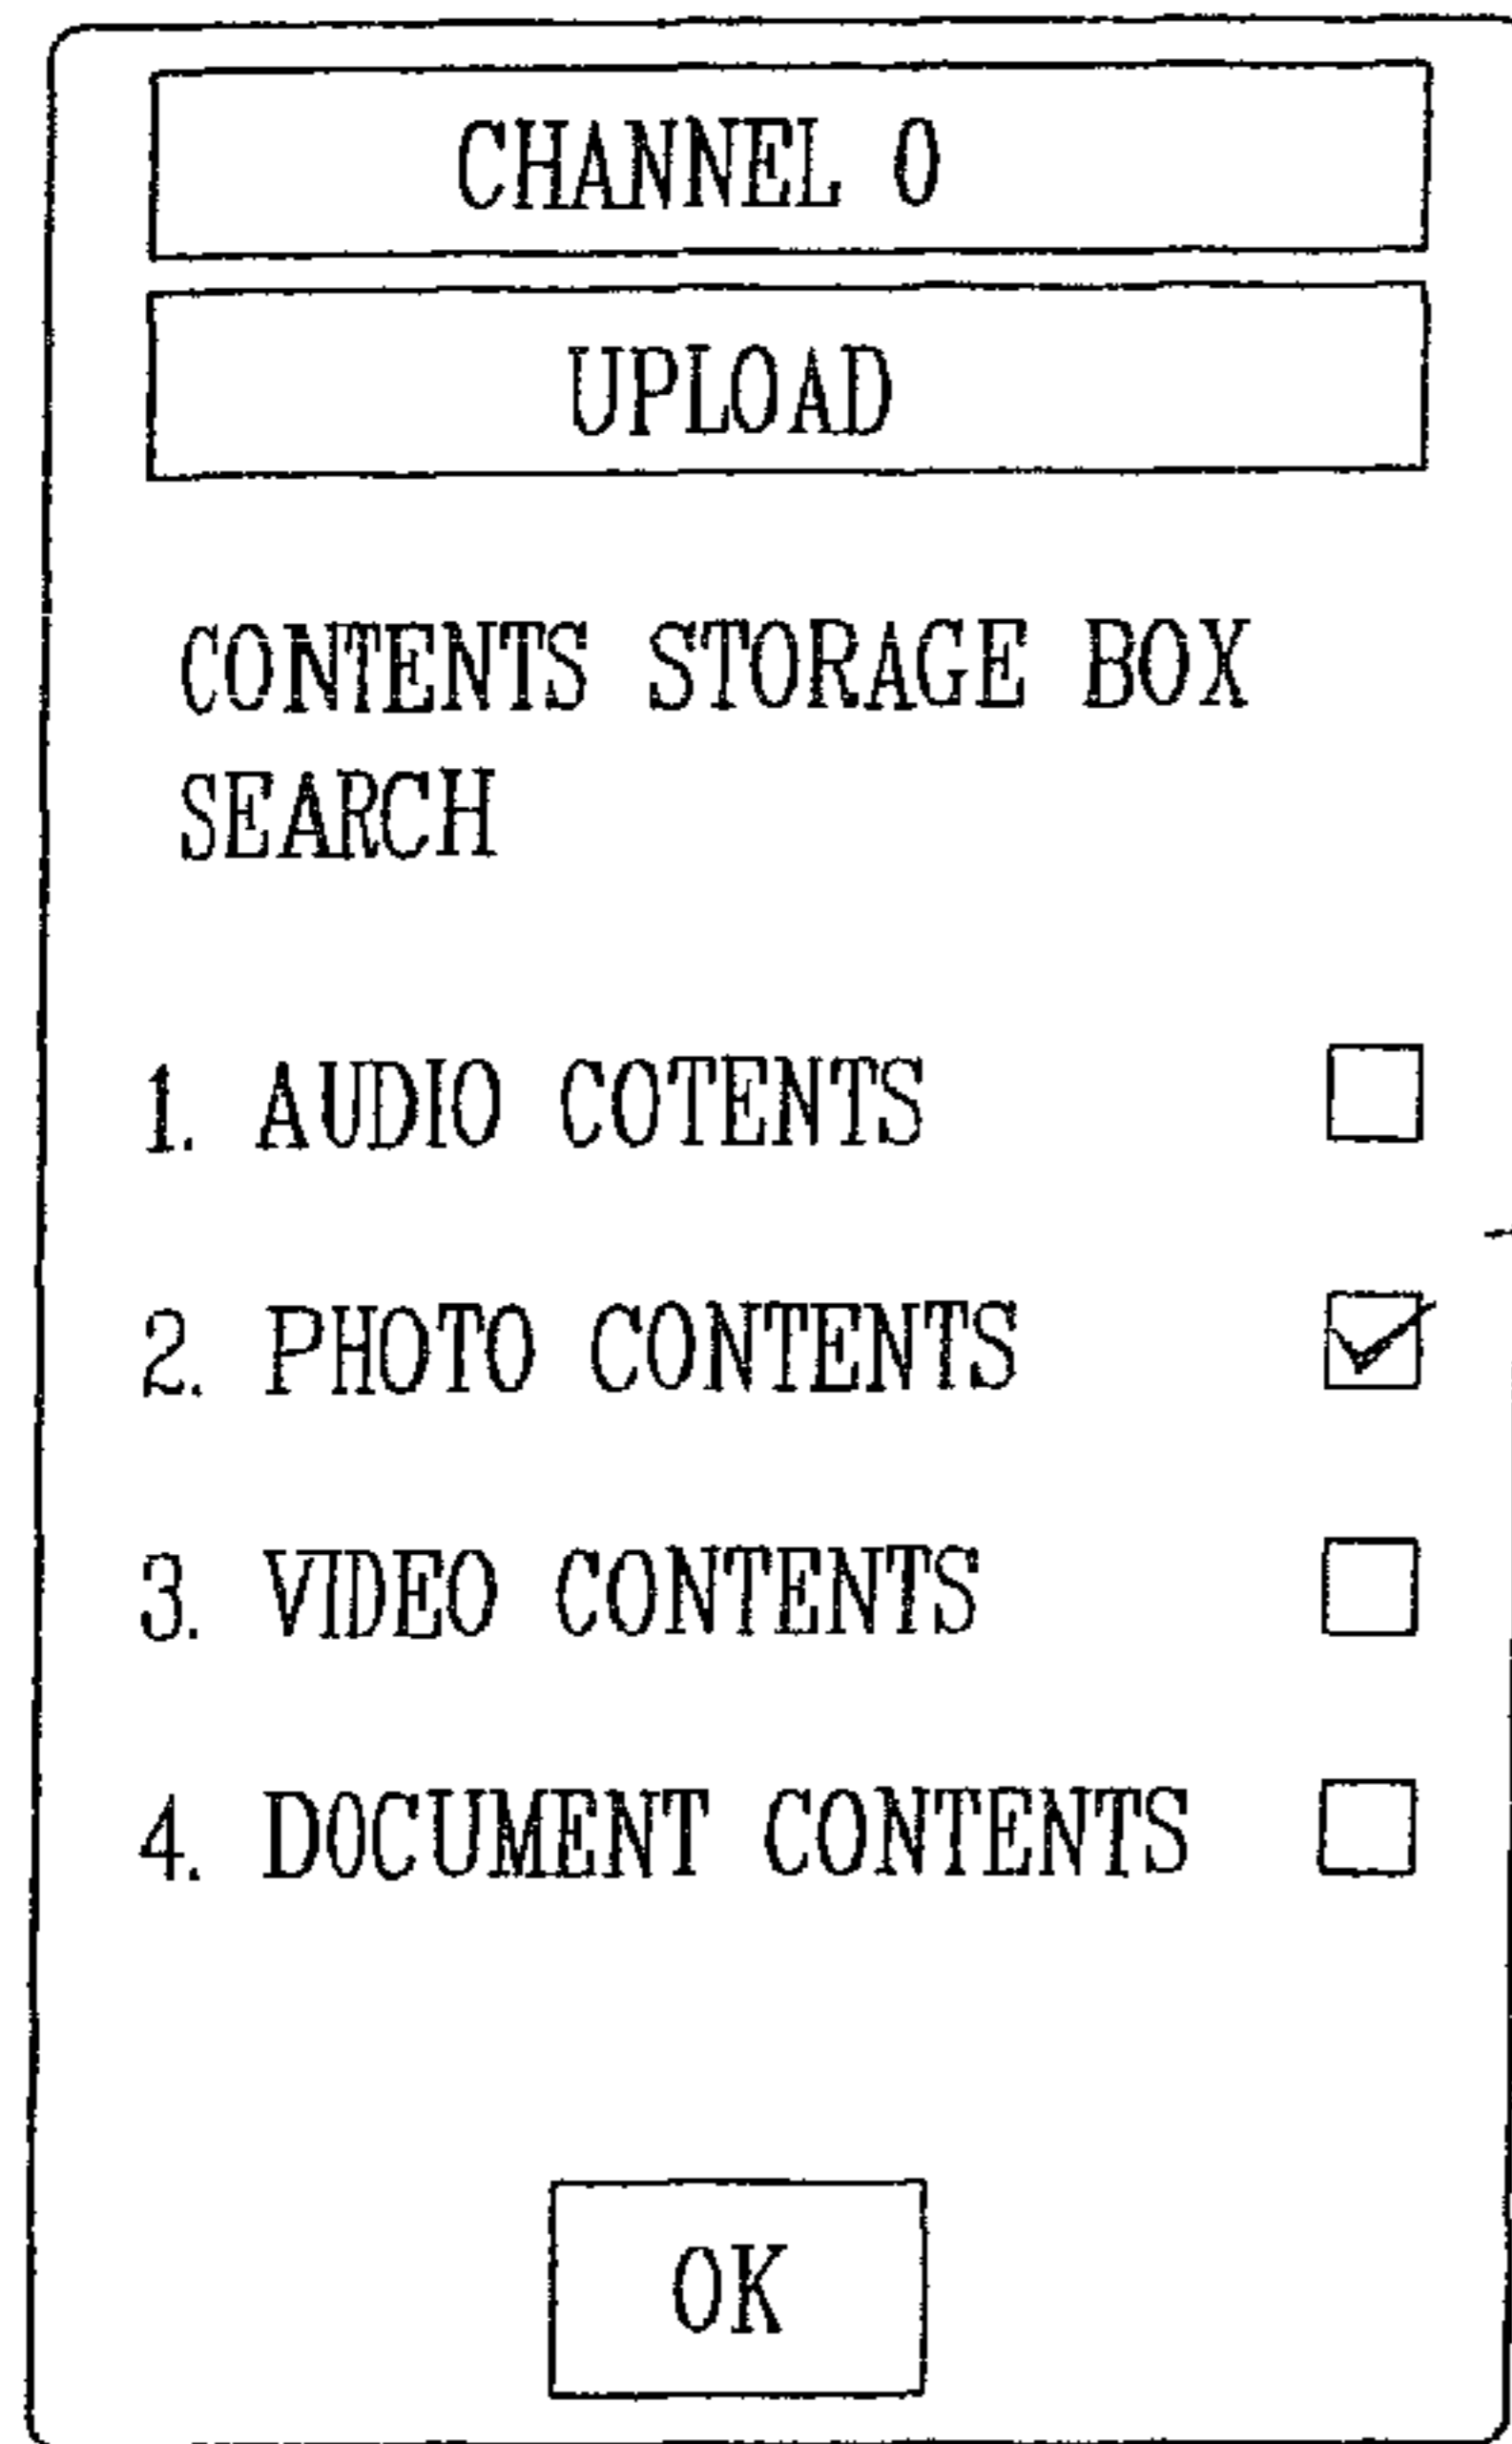 CHANNEL 0
UPLOAD
CONTENTS STORAGE BOX
SEARCH
1. AUDIO COTENTS
2. PHOTO CONTENTS
3. VIDEO CONTENTS
4. DOCUMENT CONTENTS
OK